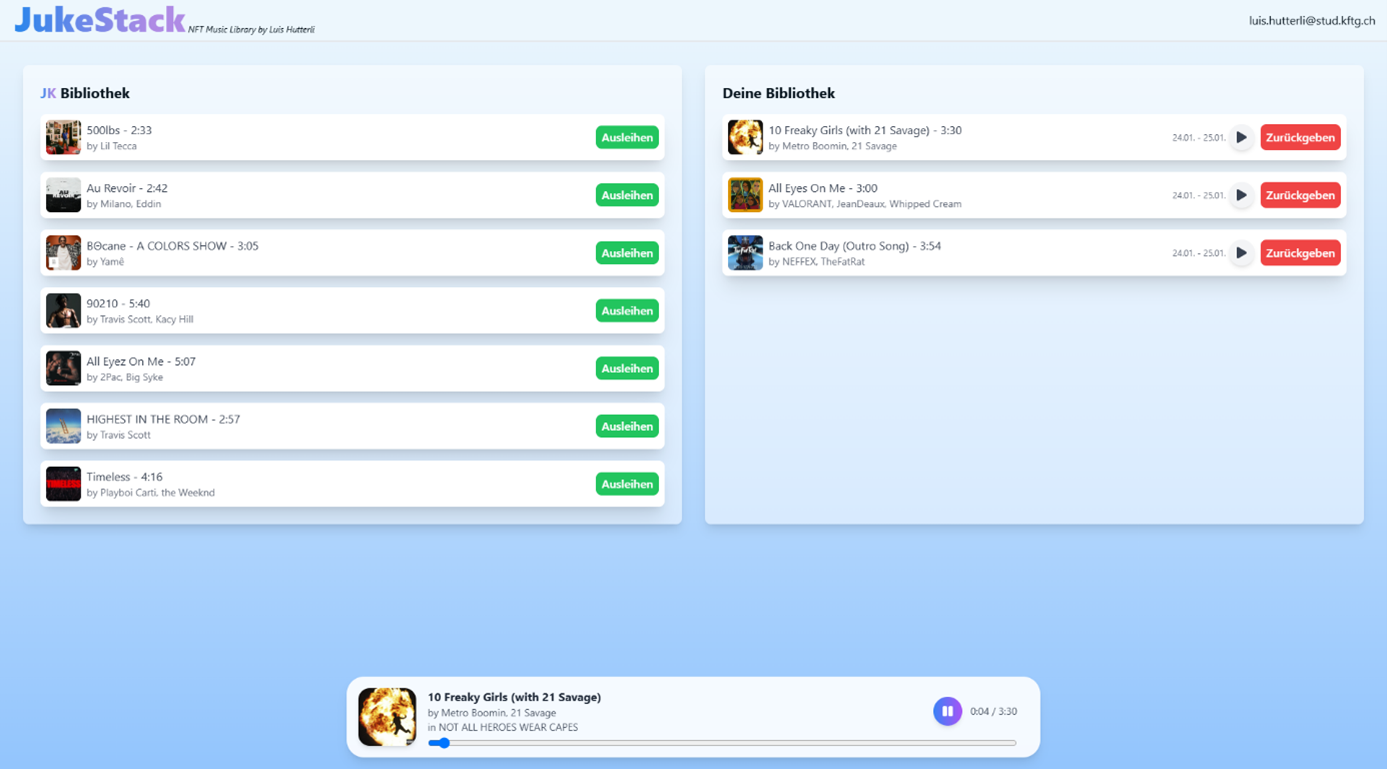 JukeStack NFT Music Library by Luis Hutterli
luis.hutterli@stud.kftg.ch
JK Bibliothek
500lbs - 2:33
by Lil Tecca
Ausleihen
Au Revoir - 2:42
by Milano, Eddin
Ausleihen
BΘcane - A COLORS SHOW - 3:05
by Yamê
Ausleihen
90210 - 5:40
by Travis Scott, Kacy Hill
Ausleihen
All Eyez On Me - 5:07
by 2Pac, Big Syke
Ausleihen
HIGHEST IN THE ROOM - 2:57
by Travis Scott
Ausleihen
TIMELESS
Timeless - 4:16
by Playboi Carti, the Weeknd
Ausleihen
Deine Bibliothek
10 Freaky Girls (with 21 Savage) - 3:30
by Metro Boomin, 21 Savage
24.01. - 25.01.
Zurückgeben
All Eyes On Me - 3:00
by VALORANT, JeanDeaux, Whipped Cream
24.01. - 25.01.
Zurückgeben
Back One Day (Outro Song) - 3:54
by NEFFEX, TheFatRat
24.01. - 25.01.
Zurückgeben
10 Freaky Girls (with 21 Savage)
by Metro Boomin, 21 Savage
in NOT ALL HEROES WEAR CAPES
0:04 / 3:30